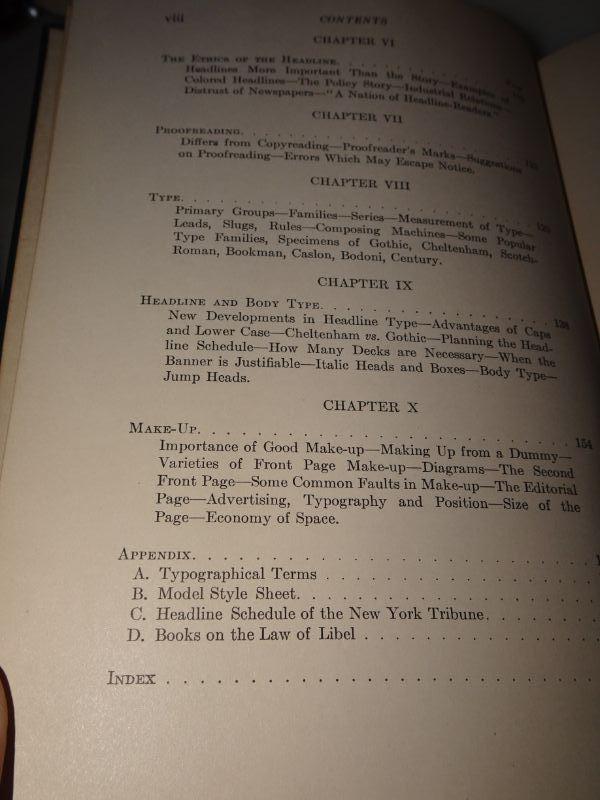 viii CONTENTS
CHAPTER VI
THE ETHICS OF THE HEADLINE. . . . . . . . . .
Headlines More Important Than the Story—Examples of
Colored Headlines—The Policy Story—Industrial Relations—
Distrust of Newspapers—"A Nation of Headline-Readers"
CHAPTER VII
PROOFREADING. . . . . . . . . . . . . . .
Differs from Copyreading—Proofreader's Marks—Suggestions
on Proofreading—Errors Which May Escape Notice.
CHAPTER VIII
TYPE. . . . . . . . . . . . . . . . . .
Primary Groups—Families—Series—Measurement of Type—
Leads, Slugs, Rules—Composing Machines—Some Popular
Type Families, Specimens of Gothic, Cheltenham, Scotch-
Roman, Bookman, Caslon, Bodoni, Century.
CHAPTER IX
HEADLINE AND BODY TYPE. . . . . . . . . . . . . 138
New Developments in Headline Type—Advantages of Caps
and Lower Case—Cheltenham vs. Gothic—Planning the Head-
line Schedule—How Many Decks are Necessary—When the
Banner is Justifiable—Italic Heads and Boxes—Body Type—
Jump Heads.
CHAPTER X
MAKE-UP. . . . . . . . . . . . . . . . . . 154
Importance of Good Make-up—Making Up from a Dummy—
Varieties of Front Page Make-up—Diagrams—The Second
Front Page—Some Common Faults in Make-up—The Editorial
Page—Advertising, Typography and Position—Size of the
Page—Economy of Space.
APPENDIX. . . . . . . . . . . . . . . . . .
A. Typographical Terms . . . . . . . . . . . . .
B. Model Style Sheet. . . . . . . . . . . . . . .
C. Headline Schedule of the New York Tribune. . . . .
D. Books on the Law of Libel . . . . . . . . . . .
INDEX . . . . . . . . . . . . . . . . . . .